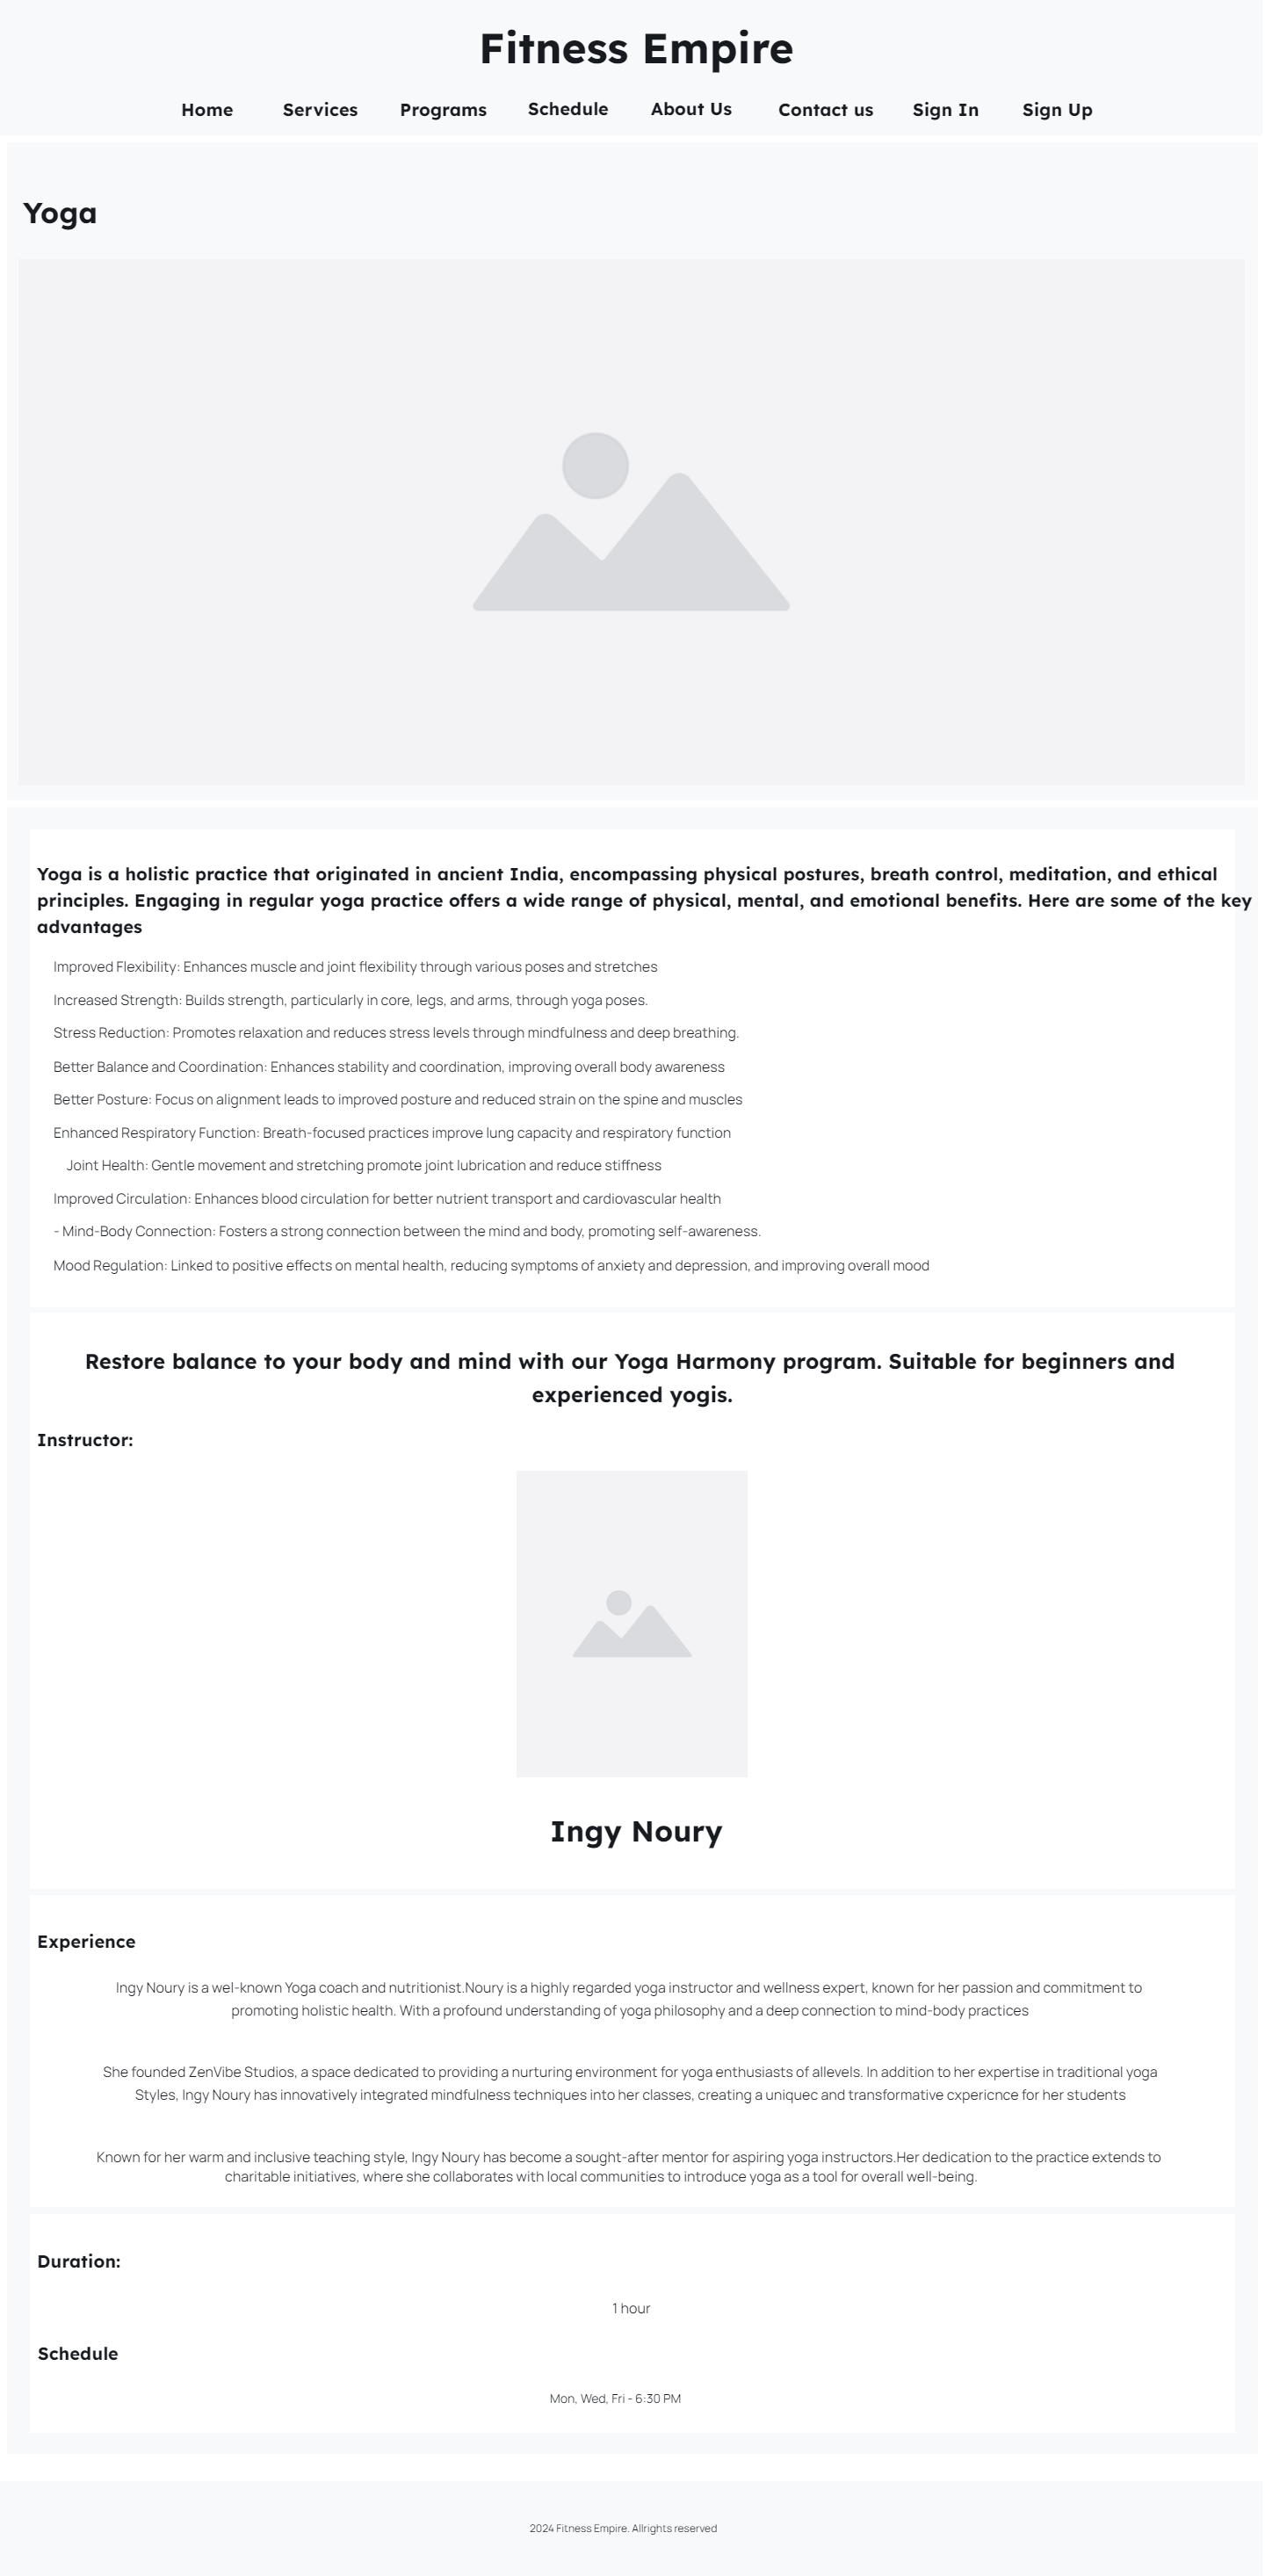 Fitness Empire
Home Services Programs Schedule About Us Contact us Sign In Sign Up
Yoga
Yoga is a holistic practice that originated in ancient India, encompassing physical postures, breath control, meditation, and ethical
principles. Engaging in regular yoga practice offers a wide range of physical, mental, and emotional benefits. Here are some of the key
advantages
Improved Flexibility: Enhances muscle and joint flexibility through various poses and stretches
Increased Strength: Builds strength, particularly in core, legs, and arms, through yoga poses.
Stress Reduction: Promotes relaxation and reduces stress levels through mindfulness and deep breathing.
Better Balance and Coordination: Enhances stability and coordination, improving overall body awareness
Better Posture: Focus on alignment leads to improved posture and reduced strain on the spine and muscles
Enhanced Respiratory Function: Breath-focused practices improve lung capacity and respiratory function
Joint Health: Gentle movement and stretching promote joint lubrication and reduce stiffness
Improved Circulation: Enhances blood circulation for better nutrient transport and cardiovascular health
- Mind-Body Connection: Fosters a strong connection between the mind and body, promoting self-awareness.
Mood Regulation: Linked to positive effects on mental health, reducing symptoms of anxiety and depression, and improving overall mood
Restore balance to your body and mind with our Yoga Harmony program. Suitable for beginners and
experienced yogis.
Instructor:
Ingy Noury
Experience
Ingy Noury is a wel-known Yoga coach and nutritionist.Noury is a highly regarded yoga instructor and wellness expert, known for her passion and commitment to
promoting holistic health. With a profound understanding of yoga philosophy and a deep connection to mind-body practices
She founded ZenVibe Studios, a space dedicated to providing a nurturing environment for yoga enthusiasts of allevels. In addition to her expertise in traditional yoga
Styles, Ingy Noury has innovatively integrated mindfulness techniques into her classes, creating a uniquec and transformative cxpericnce for her students
Known for her warm and inclusive teaching style, Ingy Noury has become a sought-after mentor for aspiring yoga instructors.Her dedication to the practice extends to
charitable initiatives, where she collaborates with local communities to introduce yoga as a tool for overall well-being.
Duration:
1 hour
Schedule
Mon, Wed, Fri - 6:30 PM
2024 Fitness Empire. Allrights reserved